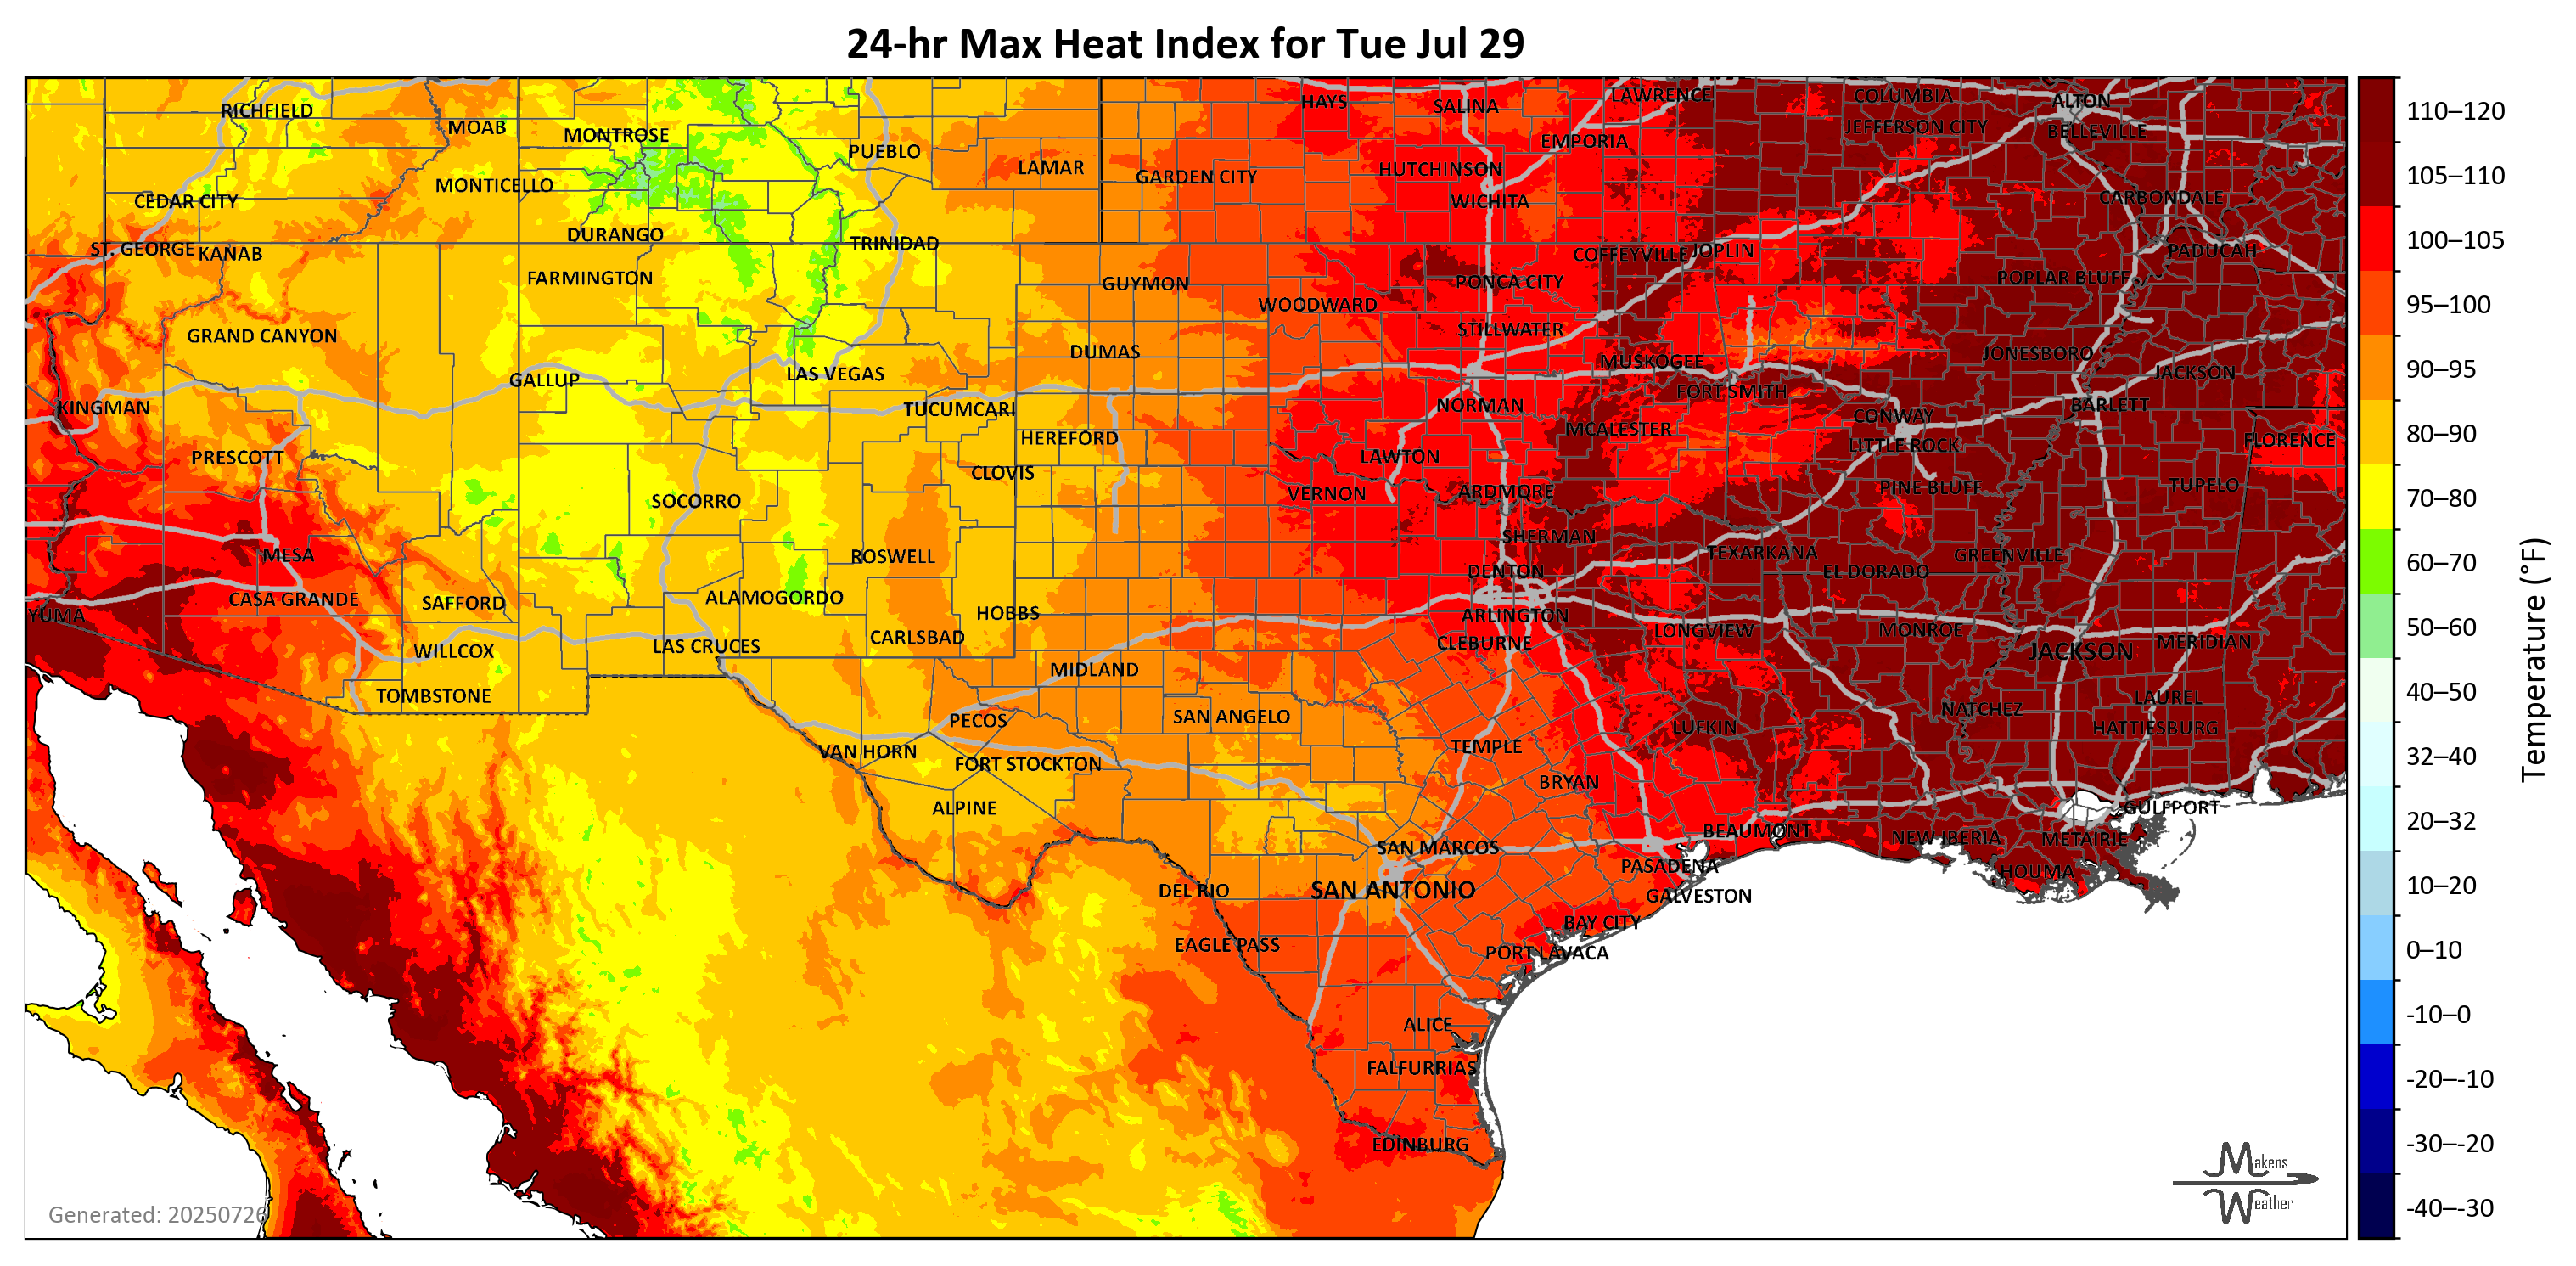 24-hr Max Heat Index for Tue Jul 29
RICHFIELD
MOAB
MONTROSE
PUEBLO
LAMAR
GARDEN CITY
HAYS
SALINA
LAWRENCE
EMPORIA
COLUMBIA
JEFFERSON CITY
ALTON
BELLEVILLE
MONTICELLO
CEDAR CITY
HUTCHINSON
WICHITA
CARBONDALE
ST. GEORGE
KANAB
DURANGO
TRINIDAD
COFFEYVILLE
JOPLIN
PADUCAH
FARMINGTON
GUYMON
WOODWARD
PONCA CITY
POPLAR BLUFF
GRAND CANYON
DUMAS
STILLWATER
MUSKOGEE
JONESBORO
GALLUP
LAS VEGAS
FORT SMITH
JACKSON
KINGMAN
TUCUMCARI
NORMAN
CONWAY
BARLETT
HEREFORD
MCALESTER
LITTLE ROCK
FLORENCE
PRESCOTT
CLOVIS
LAWTON
SOCORRO
VERNON
ARDMORE
PINE BLUFF
TUPELO
MESA
ROSWELL
SHERMAN
TEXARKANA
GREENVILLE
DENTON
EL DORADO
YUMA
CASA GRANDE
SAFFORD
ALAMOGORDO
HOBBS
ARLINGTON
CLEBURNE
LONGVIEW
MONROE
JACKSON
MERIDIAN
WILLCOX
LAS CRUCES
CARLSBAD
MIDLAND
TOMBSTONE
PECOS
SAN ANGELO
LUFKIN
NATCHEZ
LAUREL
HATTIESBURG
VAN HORN
FORT STOCKTON
TEMPLE
BRYAN
ALPINE
BEAUMONT
NEW IBERIA
METAIRIE
GULFPORT
SAN MARCOS
PASADENA
HOUMA
DEL RIO
SAN ANTONIO
GALVESTON
BAY CITY
EAGLE PASS
PORT LAVACA
ALICE
FALFURRIAS
EDINBURG
Generated: 20250726
Makens
Weather
110–120
105–110
100–105
95–100
90–95
80–90
70–80
60–70
50–60
40–50
32–40
20–32
10–20
0–10
-10–0
-20–-10
-30–-20
-40–-30
Temperature (°F)